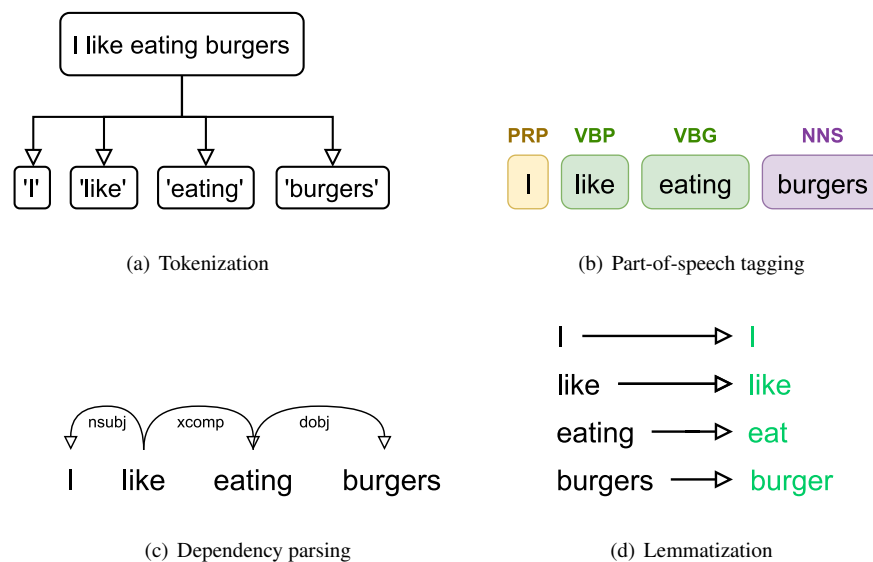 I like eating burgers
'I' 'like' 'eating' 'burgers'
(a) Tokenization
PRP VBP VBG NNS
I like eating burgers
(b) Part-of-speech tagging
nsubj xcomp dobj
I like eating burgers
(c) Dependency parsing
I I
like like
eating eat
burgers burger
(d) Lemmatization